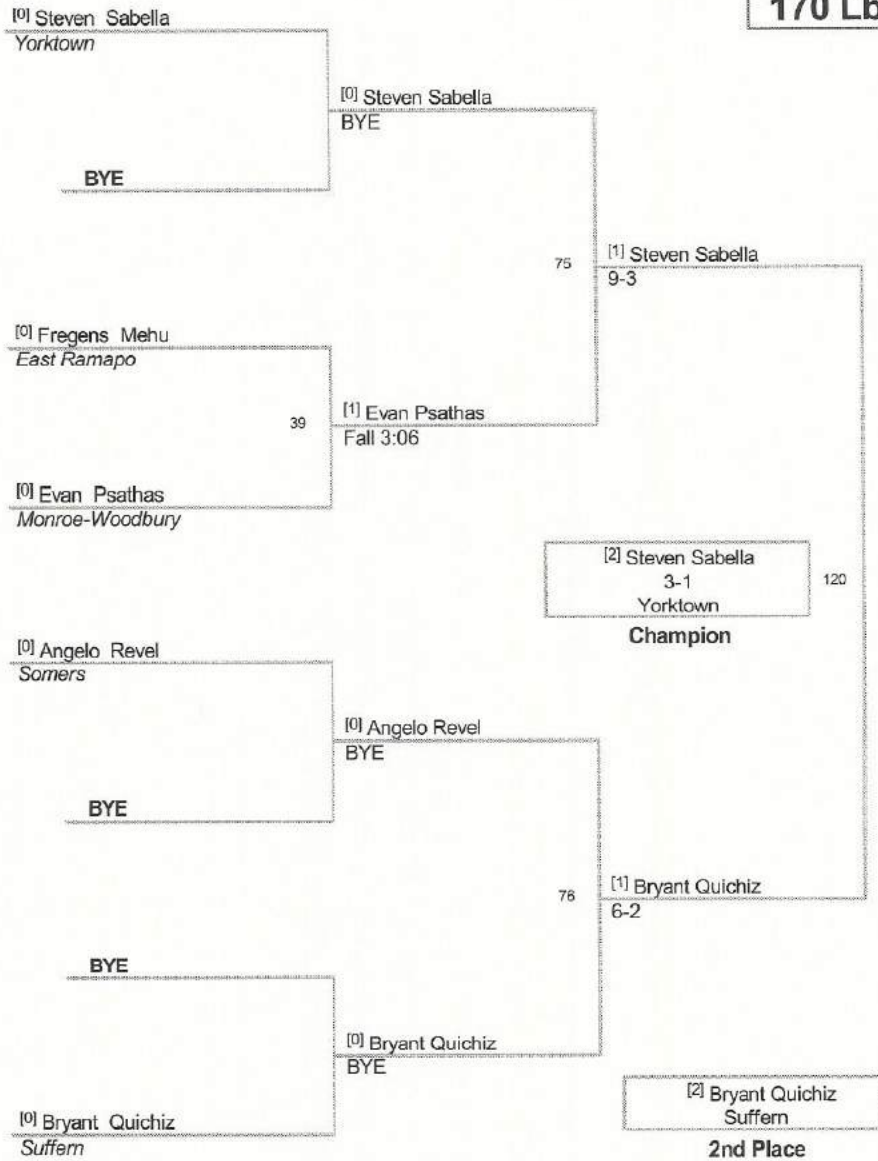 170 Lb
[0] Steven Sabella
Yorktown
[0] Steven Sabella
BYE
BYE
75 [1] Steven Sabella
9-3
[0] Fregens Mehu
East Ramapo
39 [1] Evan Psathas
Fall 3:06
[0] Evan Psathas
Monroe-Woodbury
[2] Steven Sabella
3-1
Yorktown
120
Champion
[0] Angelo Revel
Somers
[0] Angelo Revel
BYE
BYE
76 [1] Bryant Quichiz
6-2
BYE
[0] Bryant Quichiz
BYE
[0] Bryant Quichiz
Suffern
[2] Bryant Quichiz
Suffern
2nd Place